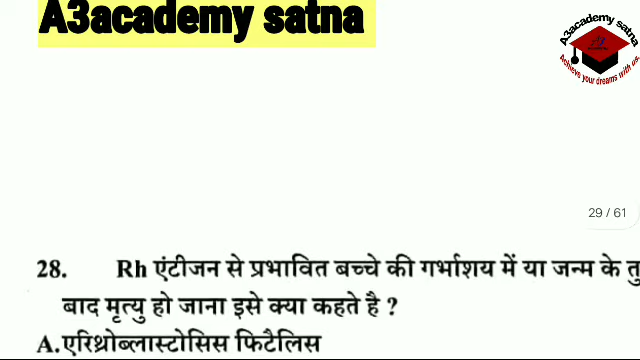 A3academy satna
A3academy satna
Achieve your dreams with us.
29 / 61
28. Rh एंटीजन से प्रभावित बच्चे की गर्भाशय में या जन्म के तु
बाद मृत्यु हो जाना इसे क्या कहते है ?
A.एरिथ्रोब्लास्टोसिस फिटैलिस